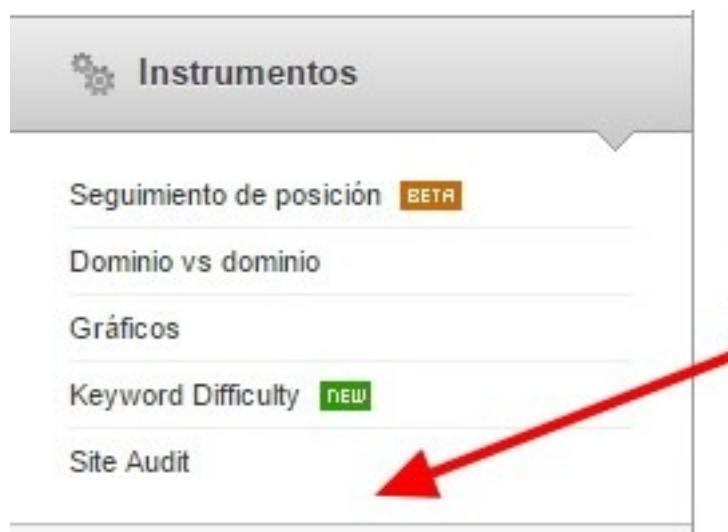 Instrumentos
Seguimiento de posición BETA
Dominio vs dominio
Gráficos
Keyword Difficulty NEW
Site Audit